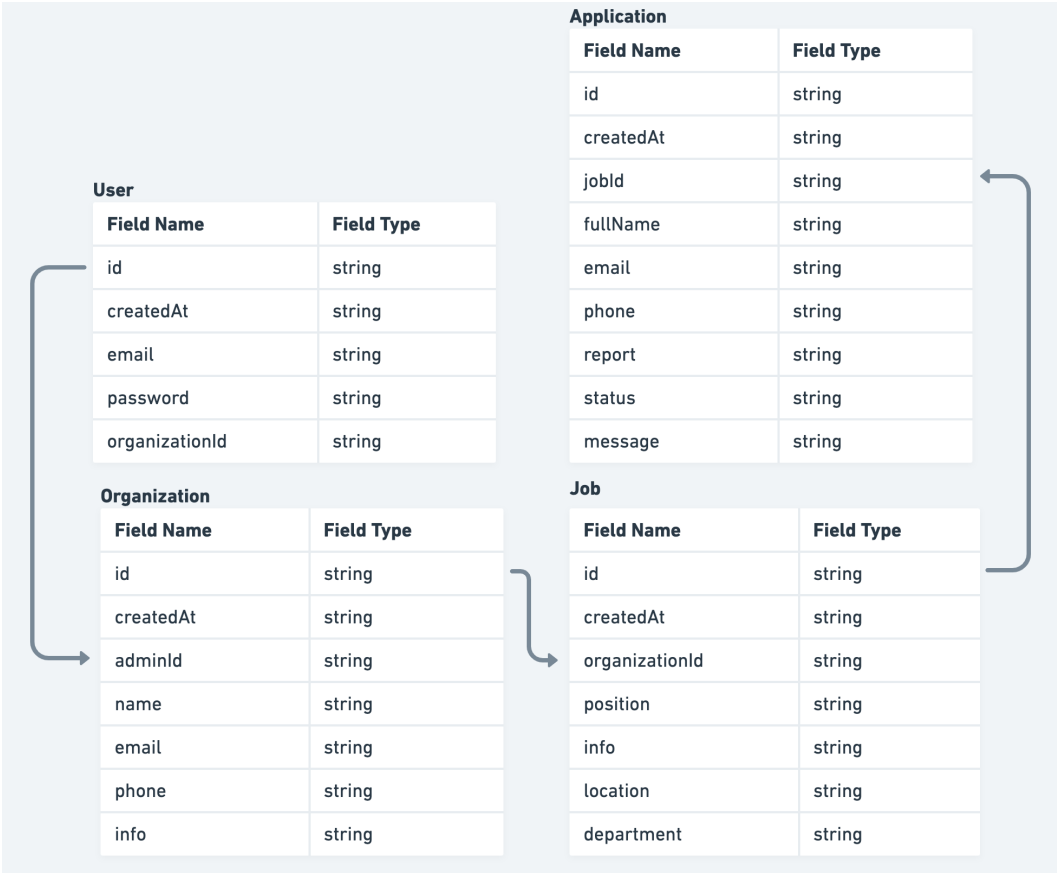 User
Field Name Field Type
id string
createdAt string
email string
password string
organizationId string
Organization
Field Name Field Type
id string
createdAt string
adminId string
name string
email string
phone string
info string
Application
Field Name Field Type
id string
createdAt string
jobId string
fullName string
email string
phone string
report string
status string
message string
Job
Field Name Field Type
id string
createdAt string
organizationId string
position string
info string
location string
department string